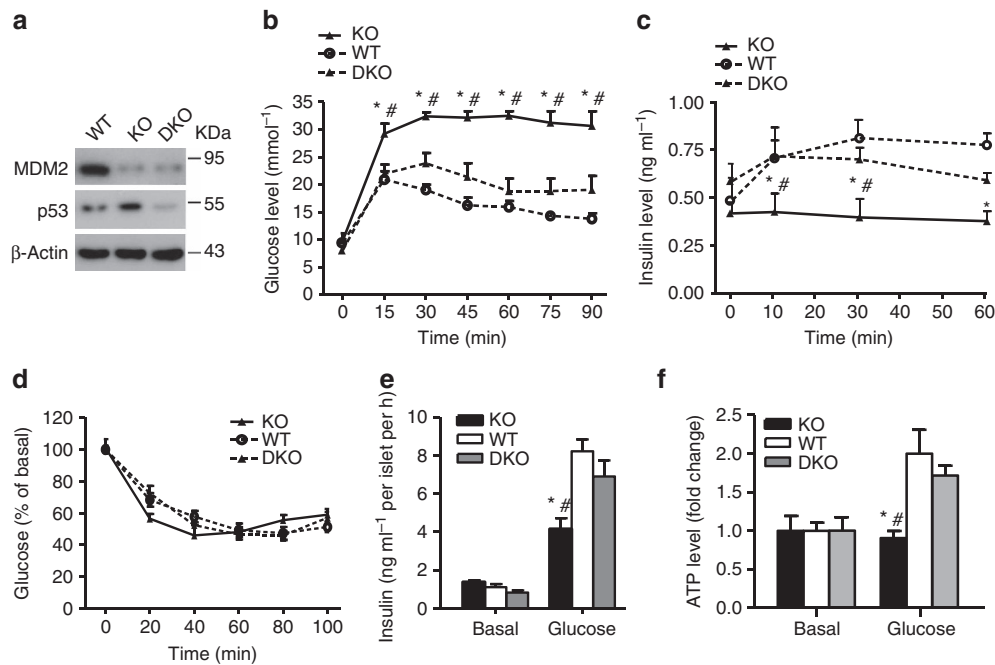 a
WT KO DKO KDa
MDM2 95
p53 55
β-Actin 43
b
KO
WT
DKO
Glucose level (mmol⁻¹)
35
30
25
20
15
10
5
0
* # * # * # * # * # * #
0 15 30 45 60 75 90
Time (min)
c
KO
WT
DKO
Insulin level (ng ml⁻¹)
1.00
0.75
0.50
0.25
0.00
* # * # *
0 10 20 30 40 50 60
Time (min)
d
KO
WT
DKO
Glucose (% of basal)
120
100
80
60
40
20
0
0 20 40 60 80 100
Time (min)
e
KO
WT
DKO
Insulin (ng ml⁻¹ per islet per h)
10
8
6
4
2
0
* #
Basal Glucose
f
KO
WT
DKO
ATP level (fold change)
2.5
2.0
1.5
1.0
0.5
0.0
* #
Basal Glucose